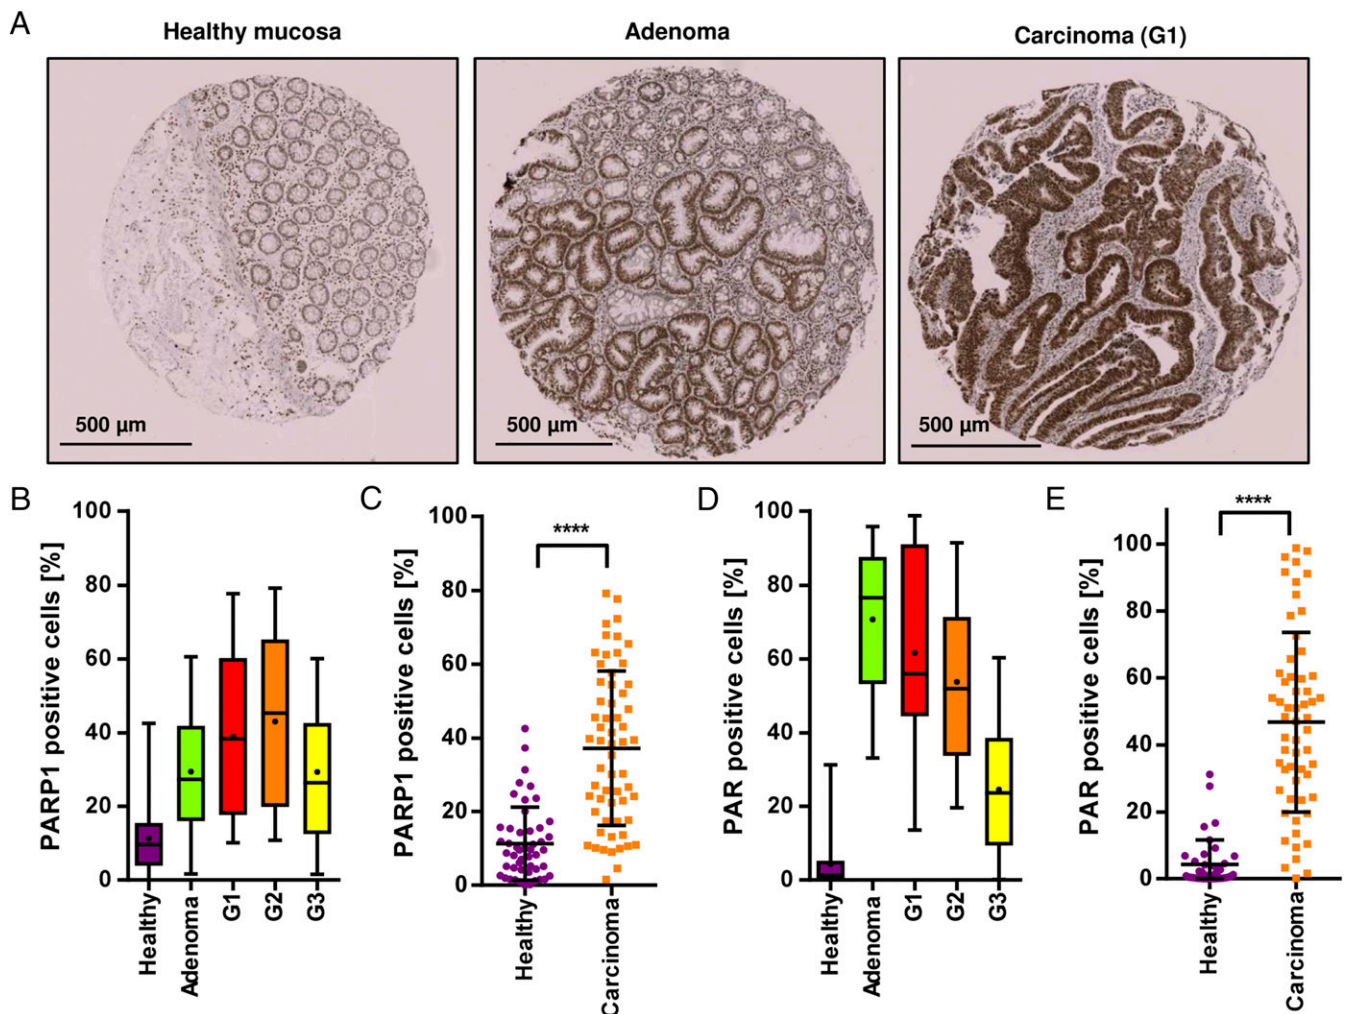 A
Healthy mucosa
Adenoma
Carcinoma (G1)
500 µm
500 µm
500 µm
B
PARP1 positive cells [%]
100
80
60
40
20
0
Healthy
Adenoma
G1
G2
G3
C
PARP1 positive cells [%]
100
80
60
40
20
0
****
Healthy
Carcinoma
D
PAR positive cells [%]
100
80
60
40
20
0
Healthy
Adenoma
G1
G2
G3
E
PAR positive cells [%]
100
80
60
40
20
0
****
Healthy
Carcinoma